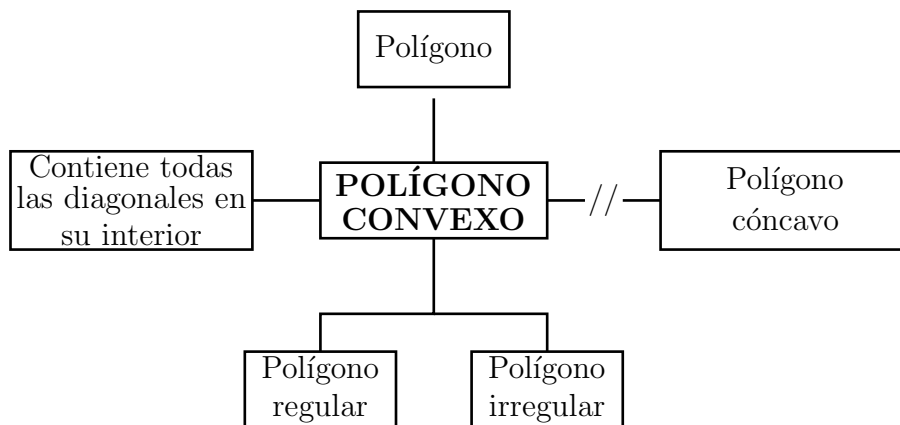 Polígono
Contiene todas
las diagonales en
su interior
POLÍGONO
CONVEXO
//
Polígono
cóncavo
Polígono
regular
Polígono
irregular